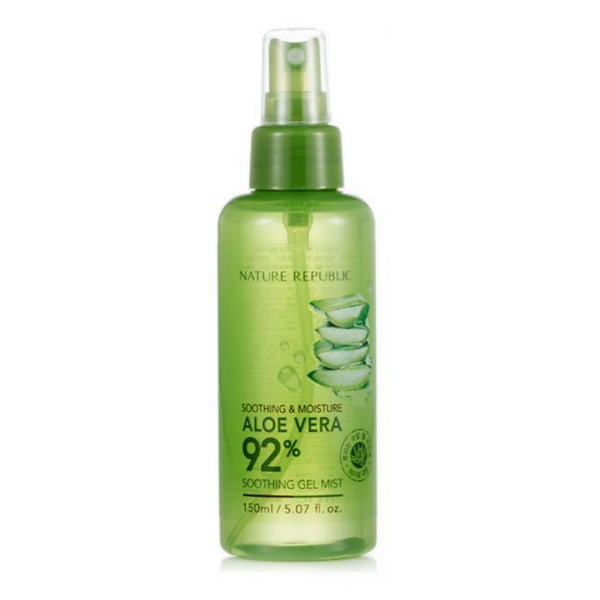 NATURE REPUBLIC
SOOTHING & MOISTURE
ALOE VERA
92%
SOOTHING GEL MIST
150ml / 5.07 fl. oz.